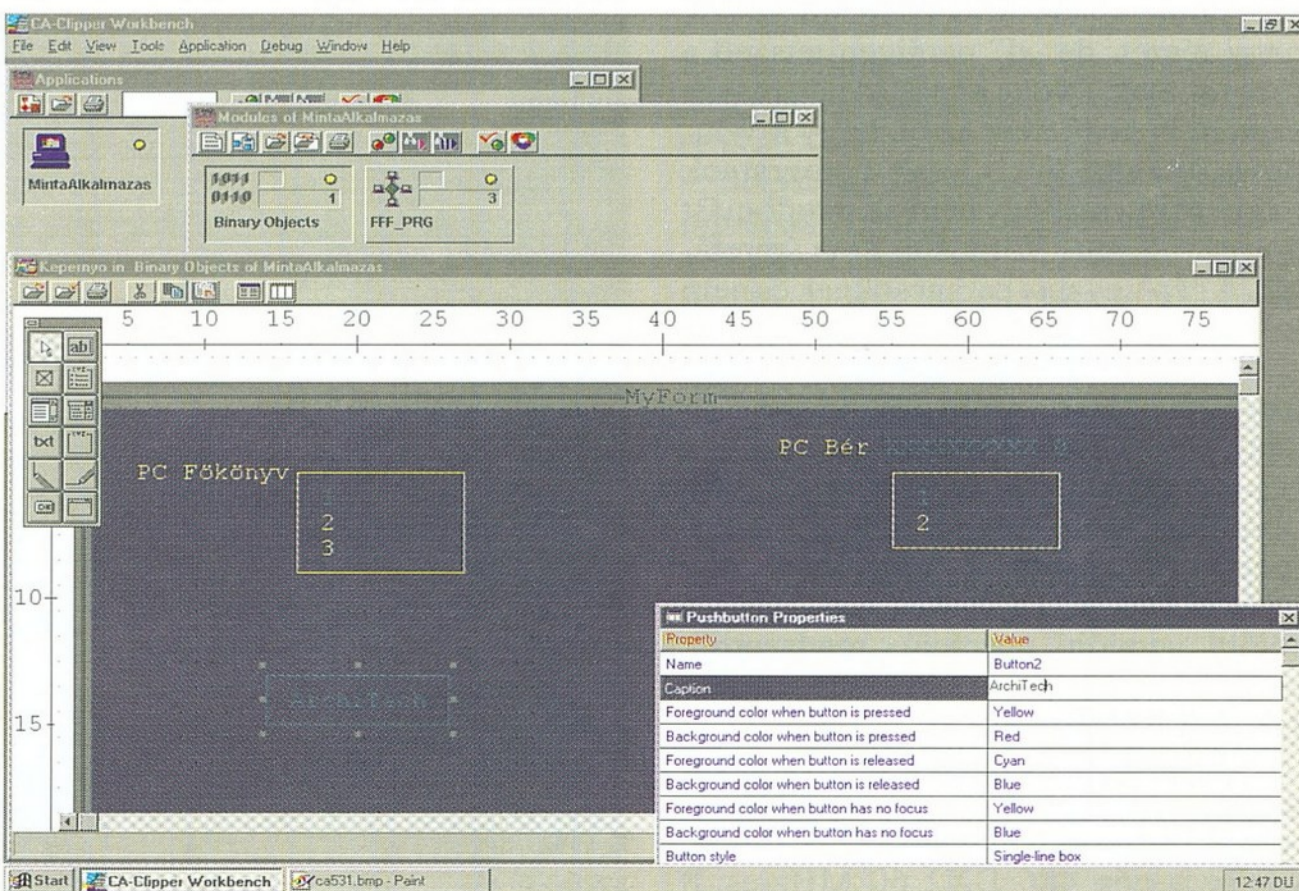 CA-Clipper Workbench
File Edit View Tools Application Debug Window Help
Applications
Modules of MintaAlkalmazas
MintaAlkalmazas
1011
0110
1
Binary Objects
3
FFF_PRG
Kepernyo in Binary Objects of MintaAlkalmazas
5 10 15 20 25 30 35 40 45 50 55 60 65 70 75
ab
txt
OK
MyForm
PC Bér
PC Főkönyv
1
2
3
1
2
10
15
ArchiTech
Pushbutton Properties
Property Value
Name Button2
Caption ArchiTech
Foreground color when button is pressed Yellow
Background color when button is pressed Red
Foreground color when button is released Cyan
Background color when button is released Blue
Foreground color when button has no focus Yellow
Background color when button has no focus Blue
Button style Single-line box
Start CA-Clipper Workbench ca531.bmp - Paint 12:47 DU